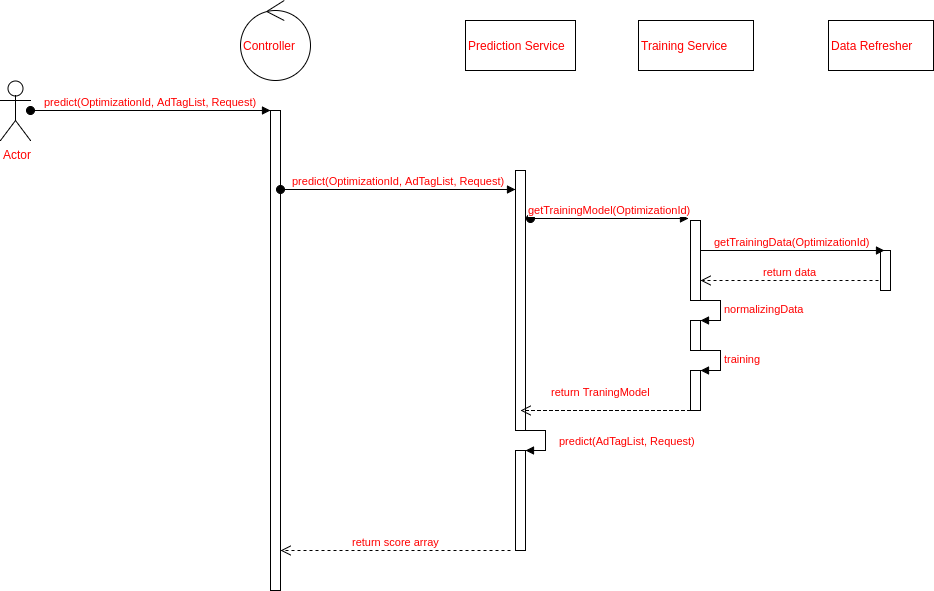 Controller
Prediction Service
Training Service
Data Refresher
predict(OptimizationId, AdTagList, Request)
Actor
predict(OptimizationId, AdTagList, Request)
getTrainingModel(OptimizationId)
getTrainingData(OptimizationId)
return data
normalizingData
training
return TraningModel
predict(AdTagList, Request)
return score array